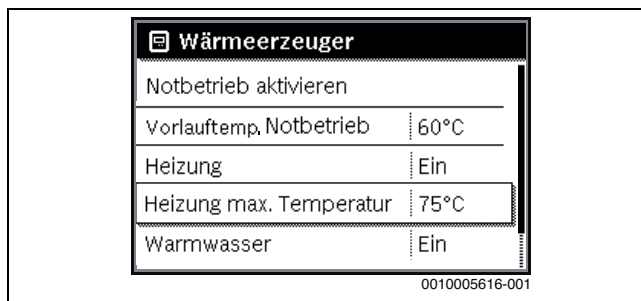 Wärmeerzeuger
Notbetrieb aktivieren
Vorlauftemp. Notbetrieb 60°C
Heizung Ein
Heizung max. Temperatur 75°C
Warmwasser Ein
0010005616-001